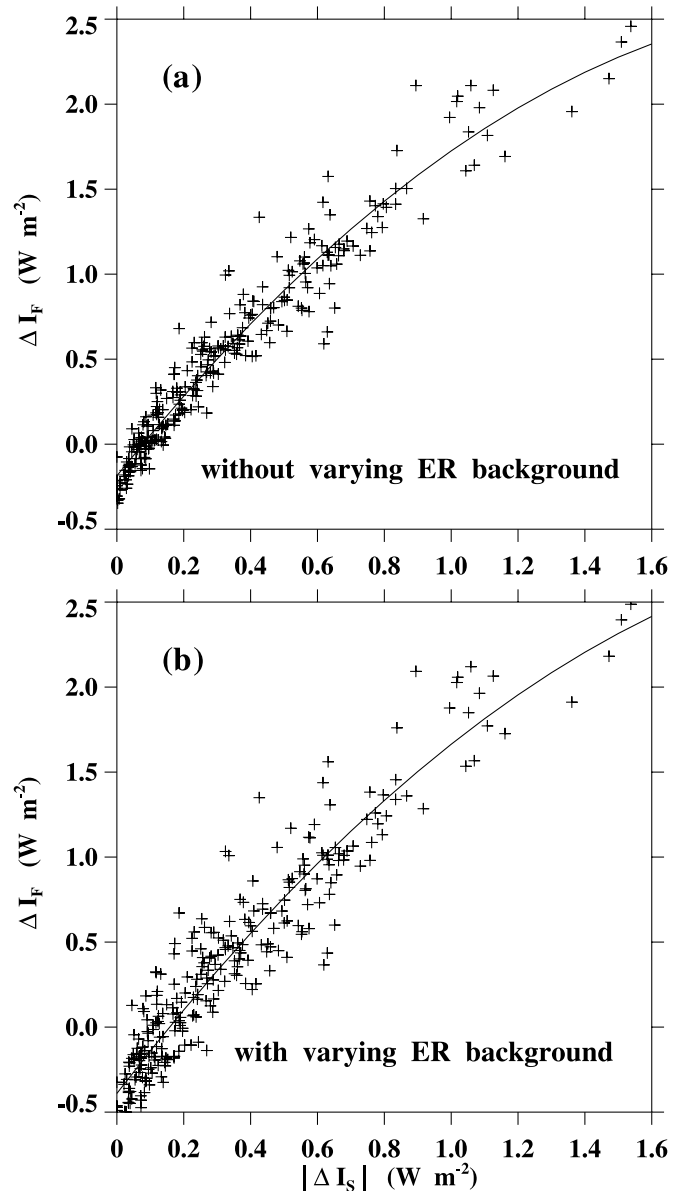 2.5
2.0
1.5
1.0
0.5
0.0
-0.5
Δ I_F (W m⁻²)
(a)
without varying ER background
0 0.2 0.4 0.6 0.8 1.0 1.2 1.4 1.6
2.5
2.0
1.5
1.0
0.5
0.0
-0.5
Δ I_F (W m⁻²)
(b)
with varying ER background
0 0.2 0.4 0.6 0.8 1.0 1.2 1.4 1.6
|Δ I_S| (W m⁻²)